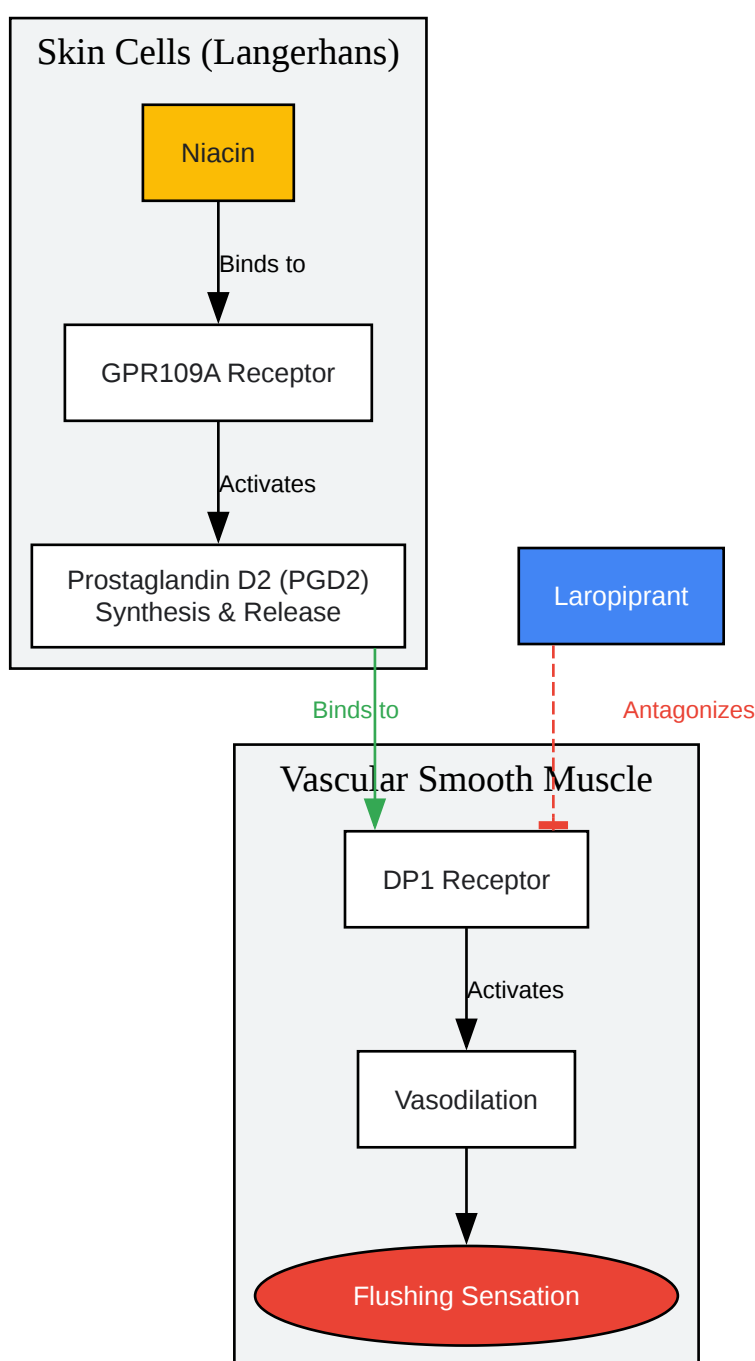 Skin Cells (Langerhans)
Niacin
Binds to
GPR109A Receptor
Activates
Prostaglandin D2 (PGD2)
Synthesis & Release
Laropiprant
Binds to
Antagonizes
Vascular Smooth Muscle
DP1 Receptor
Activates
Vasodilation
Flushing Sensation